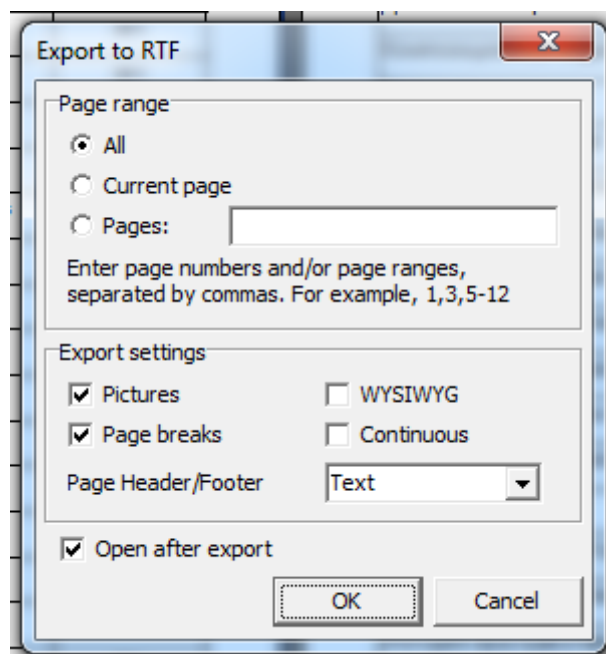 Export to RTF
Page range
All
Current page
Pages:
Enter page numbers and/or page ranges,
separated by commas. For example, 1,3,5-12
Export settings
Pictures
WYSIWYG
Page breaks
Continuous
Page Header/Footer
Text
Open after export
OK
Cancel